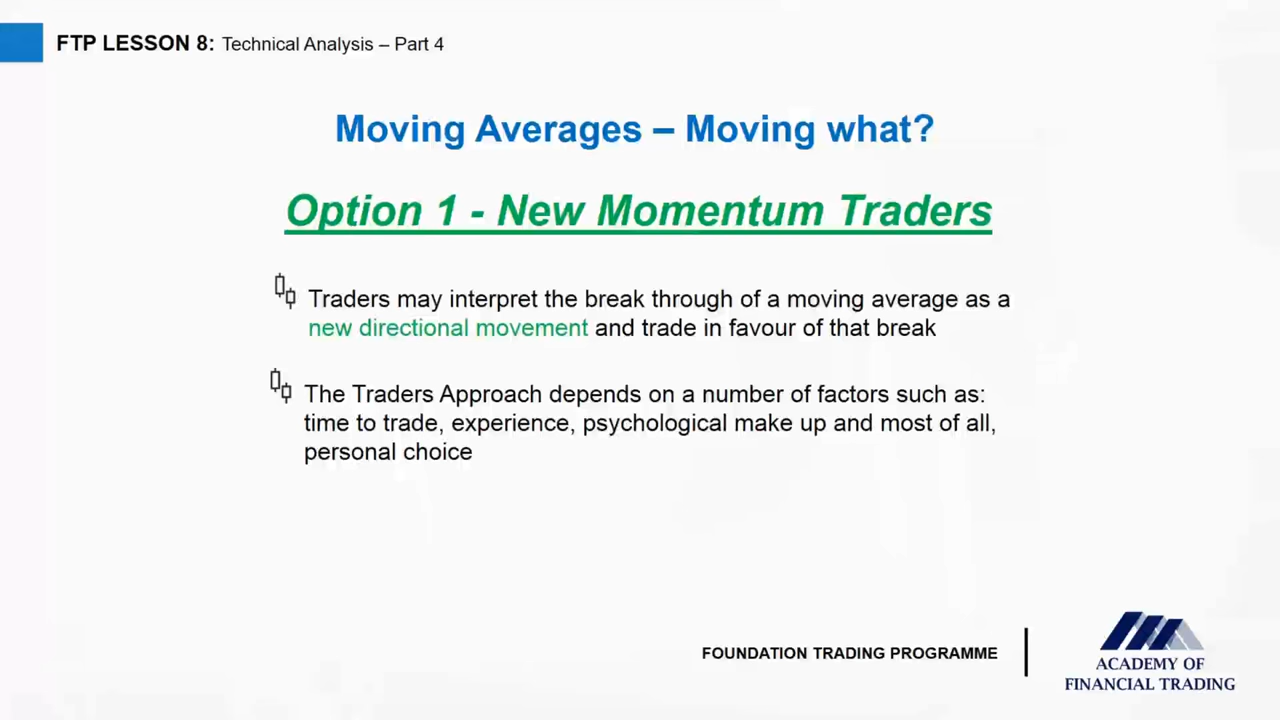 FTP LESSON 8: Technical Analysis – Part 4
Moving Averages – Moving what?
Option 1 - New Momentum Traders
Traders may interpret the break through of a moving average as a
new directional movement and trade in favour of that break
The Traders Approach depends on a number of factors such as:
time to trade, experience, psychological make up and most of all,
personal choice
FOUNDATION TRADING PROGRAMME
ACADEMY OF
FINANCIAL TRADING